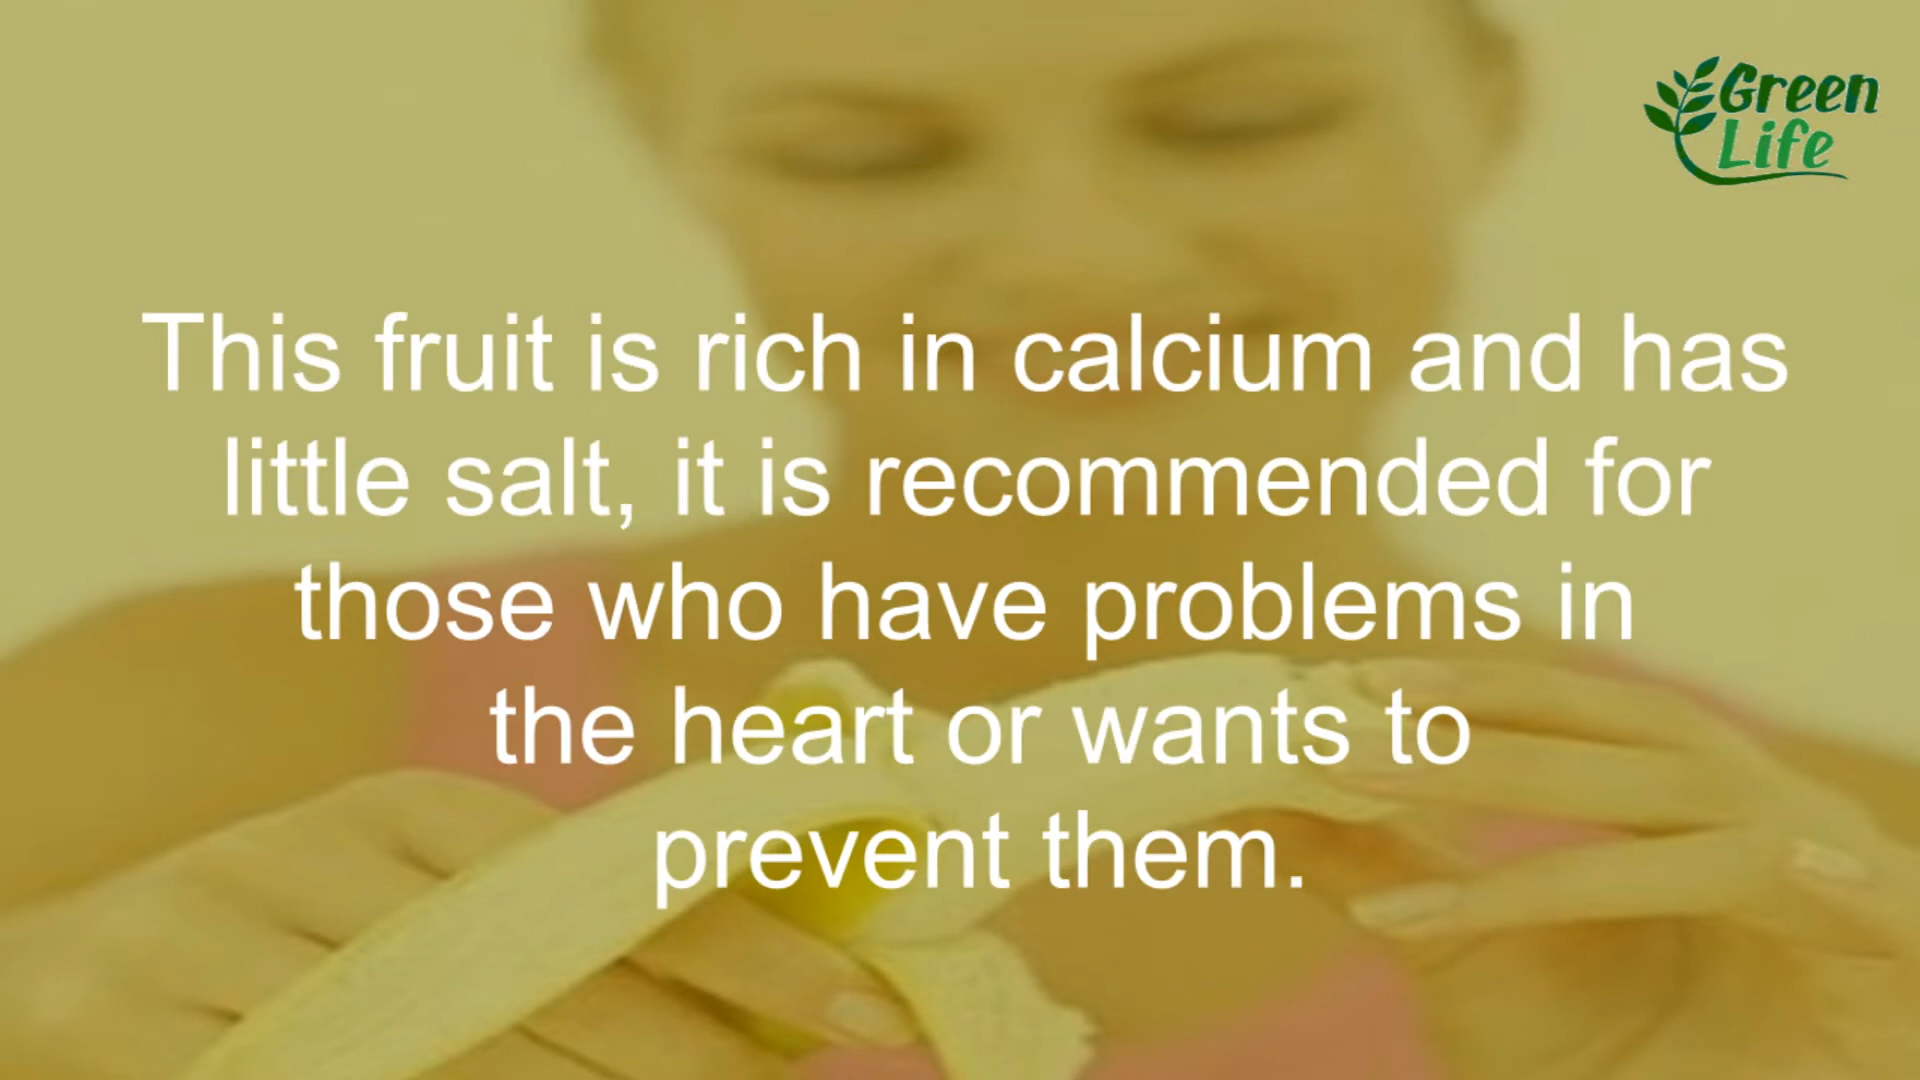 Green
Life
This fruit is rich in calcium and has
little salt, it is recommended for
those who have problems in
the heart or wants to
prevent them.